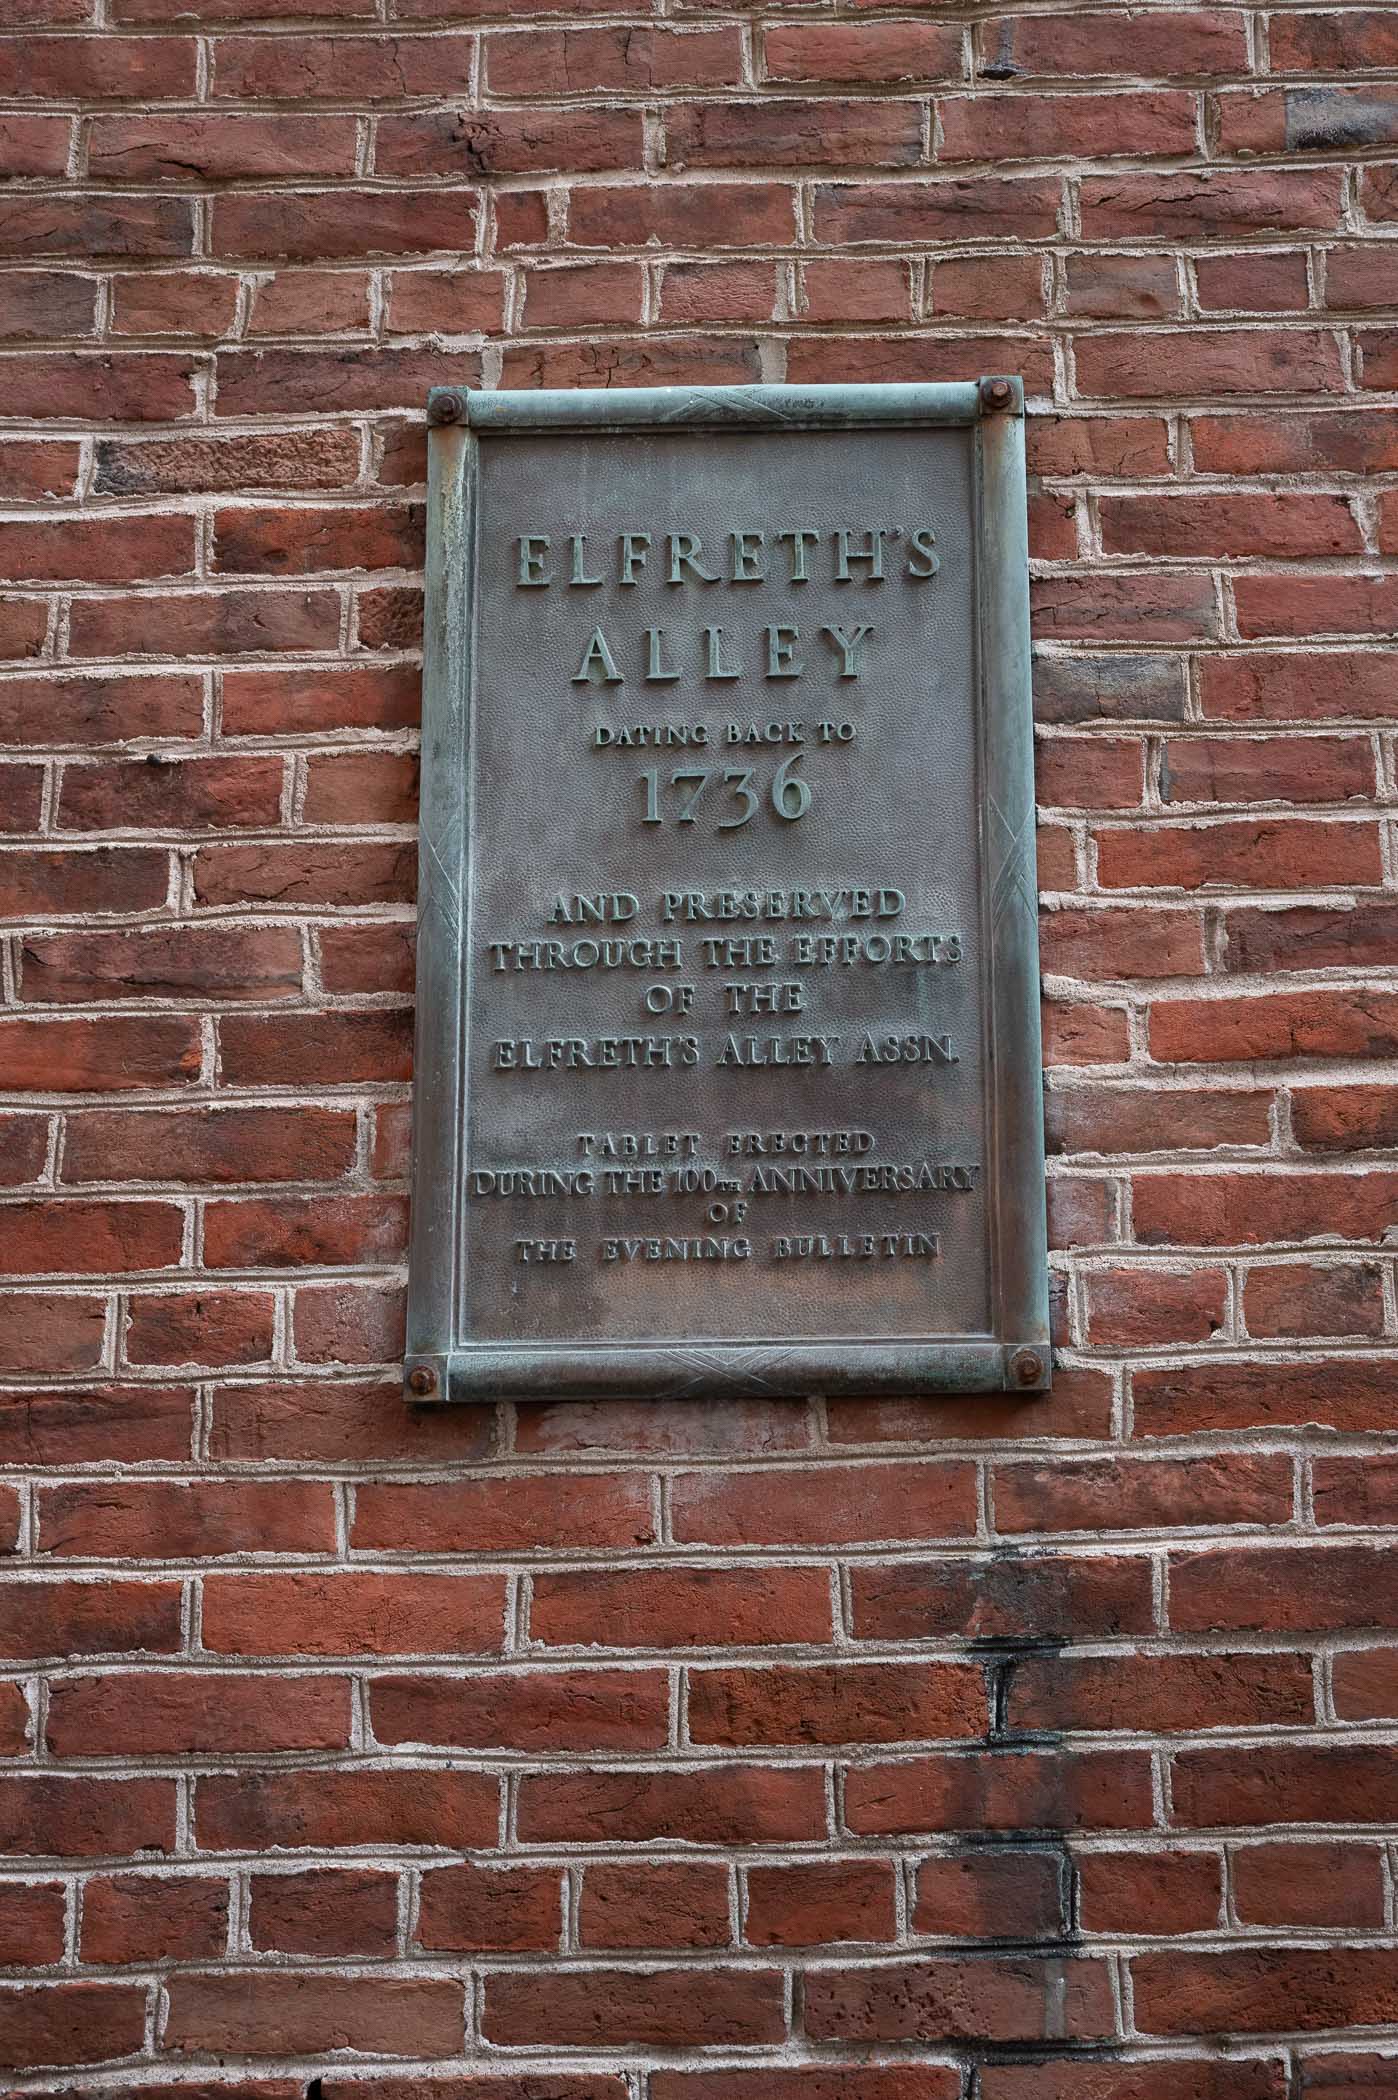 ELFRETH'S
ALLEY
DATING BACK TO
1736
AND PRESERVED
THROUGH THE EFFORTS
OF THE
ELFRETH'S ALLEY ASSN.
TABLET ERECTED
DURING THE 100TH ANNIVERSARY
OF
THE EVENING BULLETIN